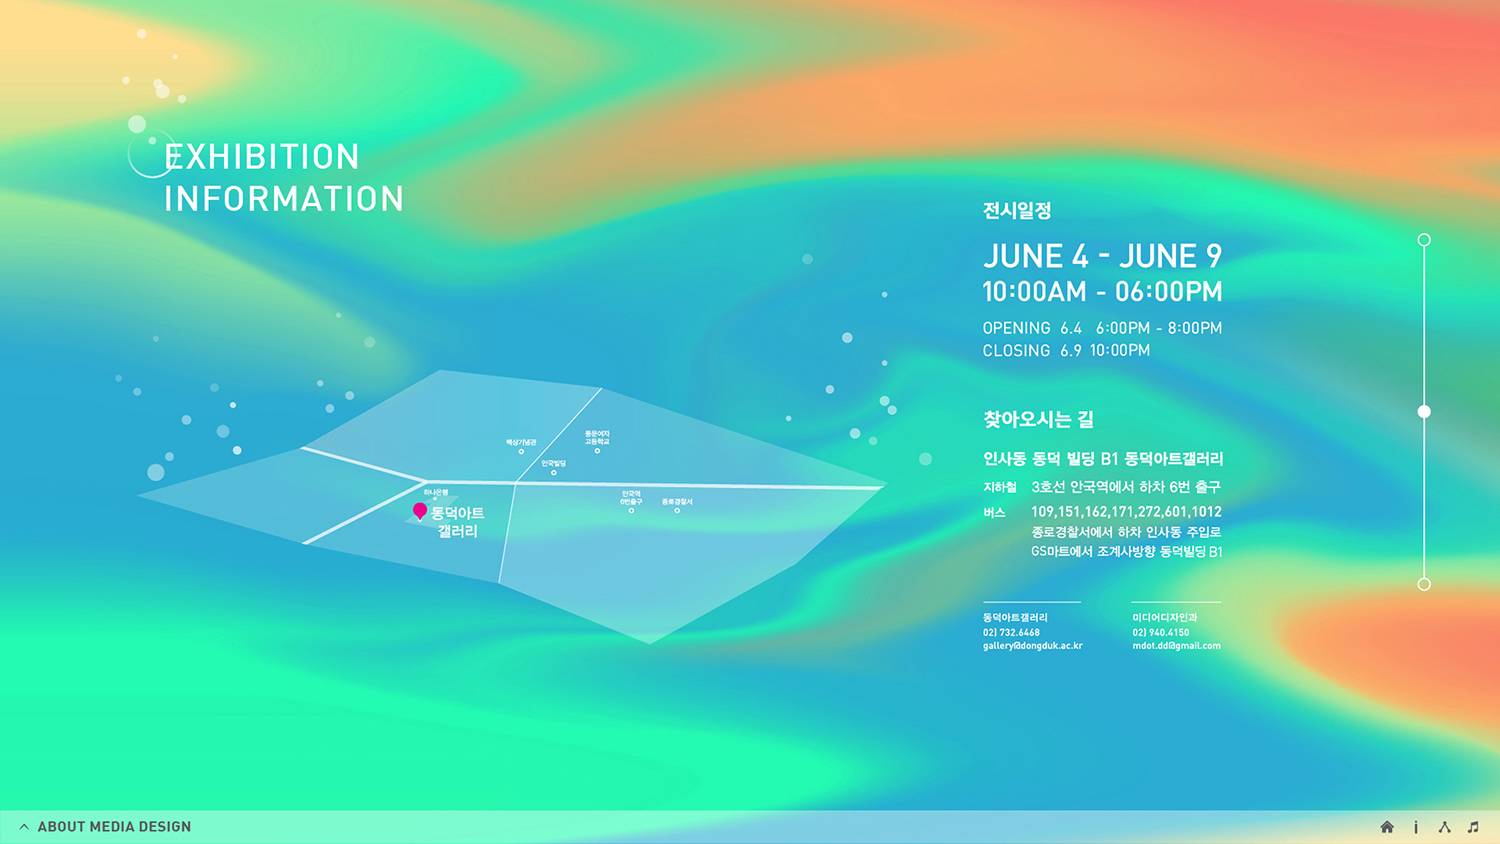 EXHIBITION
INFORMATION
전시일정
JUNE 4 - JUNE 9
10:00AM - 06:00PM
OPENING 6.4 6:00PM - 8:00PM
CLOSING 6.9 10:00PM
찾아오시는 길
인사동 동덕 빌딩 B1 동덕아트갤러리
지하철 3호선 안국역에서 하차 6번 출구
버스 109,151,162,171,272,601,1012
종로경찰서에서 하차 인사동 주입로
GS마트에서 조계사방향 동덕빌딩 B1
동덕아트갤러리
02) 732.6468
gallery@dongduk.ac.kr
미디어디자인과
02) 940.4150
mdot.dd@gmail.com
백상기념관
풍문여자
고등학교
안국빌딩
하나은행
안국역
6번출구
종로경찰서
동덕아트
갤러리
ABOUT MEDIA DESIGN